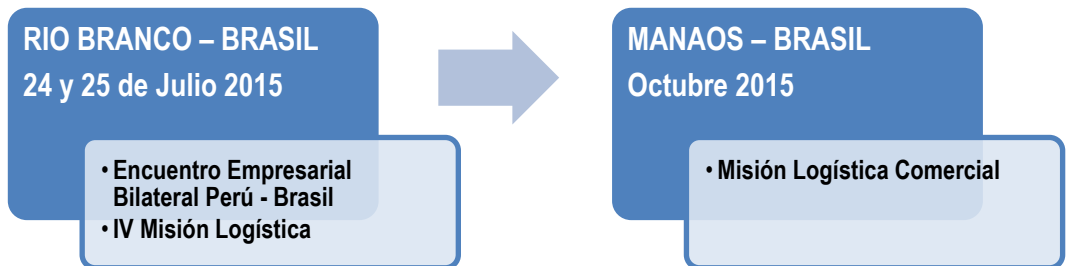 RIO BRANCO – BRASIL
24 y 25 de Julio 2015
• Encuentro Empresarial
Bilateral Perú - Brasil
• IV Misión Logística
MANAOS – BRASIL
Octubre 2015
• Misión Logística Comercial